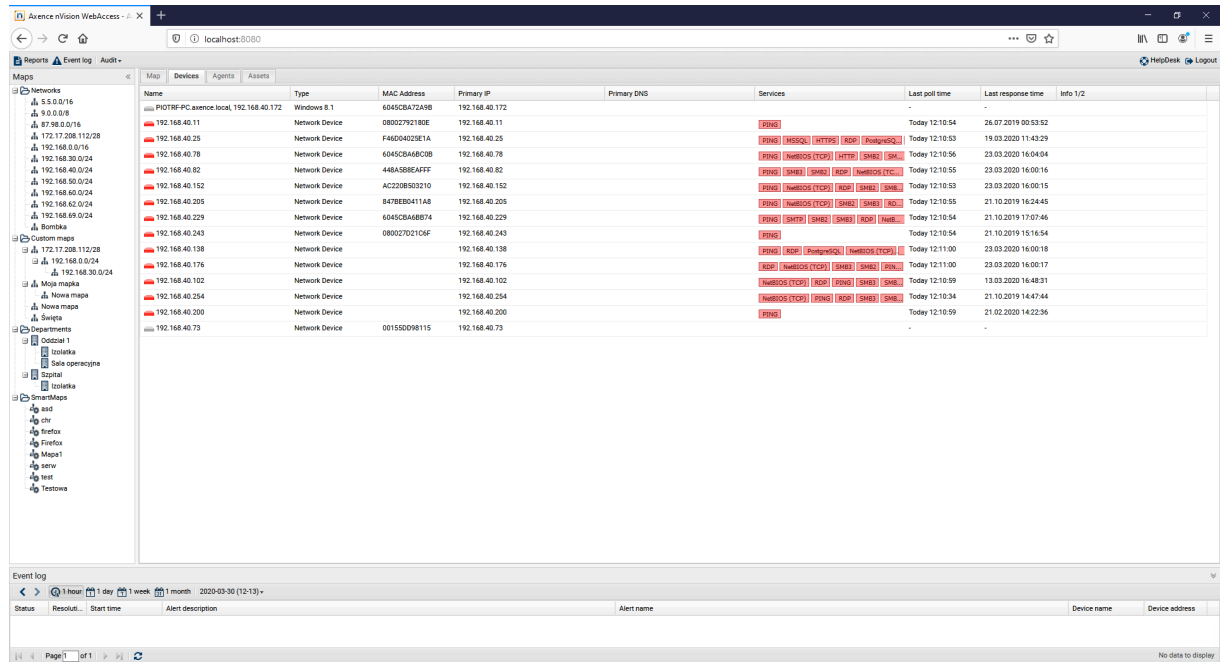 Axence nVision WebAccess - A
localhost:8080
Reports Event log Audit
HelpDesk Logout
Maps
Networks
5.5.0.0/16
9.0.0.0/8
87.98.0.0/16
172.17.208.112/28
192.168.0.0/16
192.168.30.0/24
192.168.40.0/24
192.168.50.0/24
192.168.60.0/24
192.168.62.0/24
192.168.69.0/24
Bombka
Custom maps
172.17.208.112/28
192.168.0.0/24
192.168.30.0/24
Moja mapka
Nowa mapa
Nowa mapa
Święta
Departments
Oddział 1
Izolatka
Sala operacyjna
Szpital
Izolatka
SmartMaps
asd
chr
firefox
Firefox
Mapa1
serw
test
Testowa
Map Devices Agents Assets
Name Type MAC Address Primary IP Primary DNS Services Last poll time Last response time Info 1/2
PIOTRF-PC.axence.local, 192.168.40.172 Windows 8.1 6045CBA72A9B 192.168.40.172 - -
192.168.40.11 Network Device 08002792180E 192.168.40.11 PING Today 12:10:54 26.07.2019 00:53:52
192.168.40.25 Network Device F46D04025E1A 192.168.40.25 PING MSSQL HTTPS RDP PostgreSQ... Today 12:10:53 19.03.2020 11:43:29
192.168.40.78 Network Device 6045CBA6BC0B 192.168.40.78 PING NetBIOS (TCP) HTTP SMB2 SM... Today 12:10:56 23.03.2020 16:04:04
192.168.40.82 Network Device 448A5B8EAFFF 192.168.40.82 PING SMB3 SMB2 RDP NetBIOS (TC... Today 12:10:55 23.03.2020 16:00:16
192.168.40.152 Network Device AC220B503210 192.168.40.152 PING NetBIOS (TCP) RDP SMB2 SMB... Today 12:10:53 23.03.2020 16:00:15
192.168.40.205 Network Device 847BEB0411A8 192.168.40.205 PING NetBIOS (TCP) SMB2 SMB3 RD... Today 12:10:55 21.10.2019 16:24:45
192.168.40.229 Network Device 6045CBA6BB74 192.168.40.229 PING SMTP SMB2 SMB3 RDP NetB... Today 12:10:54 21.10.2019 17:07:46
192.168.40.243 Network Device 080027D21C6F 192.168.40.243 PING Today 12:10:54 21.10.2019 15:16:54
192.168.40.138 Network Device 192.168.40.138 PING RDP PostgreSQL NetBIOS (TCP) Today 12:11:00 23.03.2020 16:00:18
192.168.40.176 Network Device 192.168.40.176 RDP NetBIOS (TCP) SMB3 SMB2 PIN... Today 12:11:00 23.03.2020 16:00:17
192.168.40.102 Network Device 192.168.40.102 NetBIOS (TCP) RDP PING SMB3 SMB... Today 12:10:59 13.03.2020 16:48:31
192.168.40.254 Network Device 192.168.40.254 NetBIOS (TCP) PING RDP SMB3 SMB... Today 12:10:34 21.10.2019 14:47:44
192.168.40.200 Network Device 192.168.40.200 PING Today 12:10:59 21.02.2020 14:22:36
192.168.40.73 Network Device 00155DD98115 192.168.40.73 - -
Event log
1 hour 1 day 1 week 1 month 2020-03-30 (12-13)
Status Resoluti... Start time Alert description Alert name Device name Device address
Page 1 of 1
No data to display